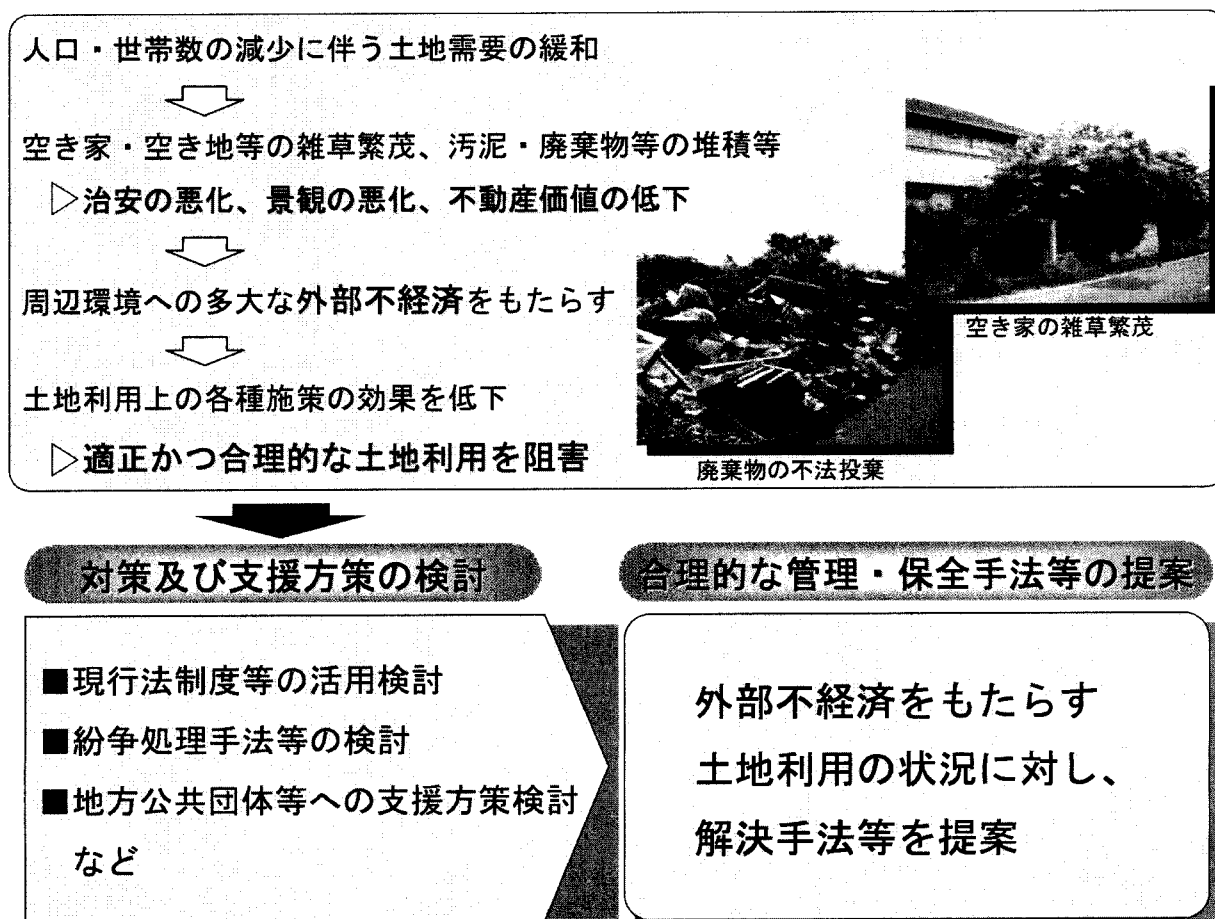 人口・世帯数の減少に伴う土地需要の緩和
空き家・空き地等の雑草繁茂、汚泥・廃棄物等の堆積等
▷治安の悪化、景観の悪化、不動産価値の低下
周辺環境への多大な外部不経済をもたらす
土地利用上の各種施策の効果を低下
▷適正かつ合理的な土地利用を阻害
空き家の雑草繁茂
廃棄物の不法投棄
対策及び支援方策の検討
■現行法制度等の活用検討
■紛争処理手法等の検討
■地方公共団体等への支援方策検討
など
合理的な管理・保全手法等の提案
外部不経済をもたらす
土地利用の状況に対し、
解決手法等を提案